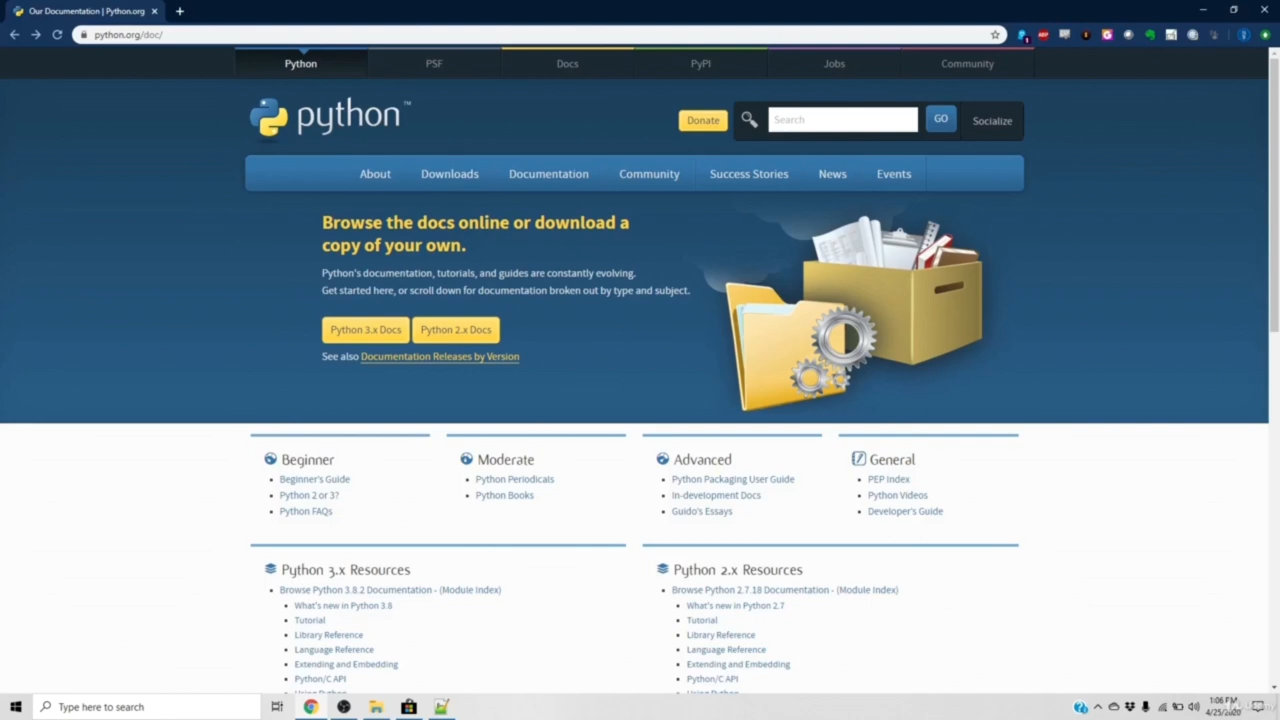 Our Documentation | Python.org
python.org/doc/
Python PSF Docs PyPI Jobs Community
python™
Donate Search GO Socialize
About Downloads Documentation Community Success Stories News Events
Browse the docs online or download a
copy of your own.
Python's documentation, tutorials, and guides are constantly evolving.
Get started here, or scroll down for documentation broken out by type and subject.
Python 3.x Docs Python 2.x Docs
See also Documentation Releases by Version
Beginner
Beginner's Guide
Python 2 or 3?
Python FAQs
Moderate
Python Periodicals
Python Books
Advanced
Python Packaging User Guide
In-development Docs
Guido's Essays
General
PEP Index
Python Videos
Developer's Guide
Python 3.x Resources
Browse Python 3.8.2 Documentation - (Module Index)
What's new in Python 3.8
Tutorial
Library Reference
Language Reference
Extending and Embedding
Python/C API
Using Python
Python 2.x Resources
Browse Python 2.7.18 Documentation - (Module Index)
What's new in Python 2.7
Tutorial
Library Reference
Language Reference
Extending and Embedding
Python/C API
Using Python
Type here to search
1:06 PM
4/25/2020